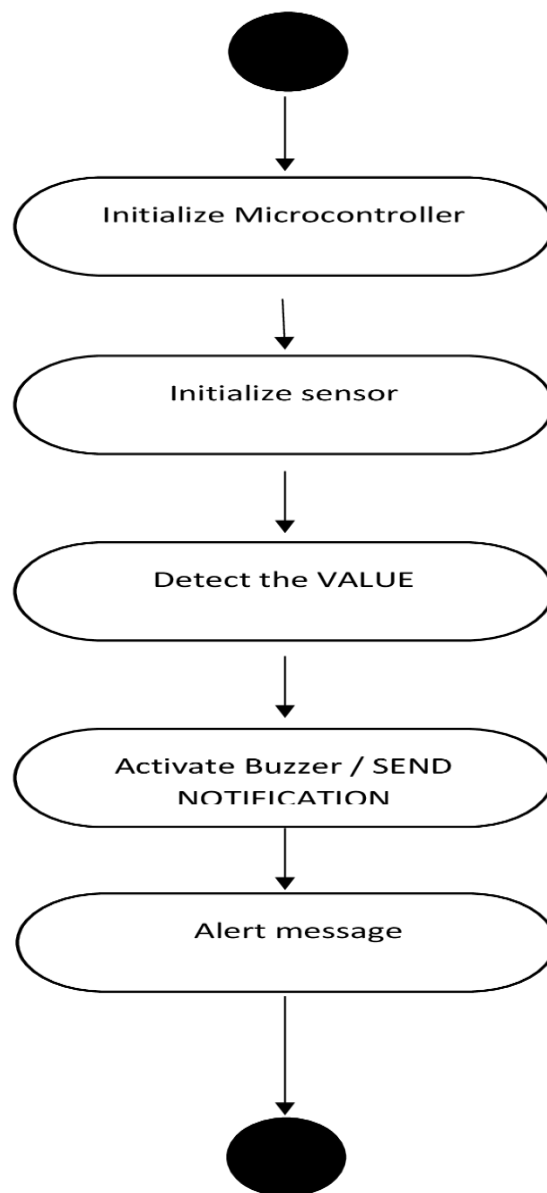 Initialize Microcontroller
Initialize sensor
Detect the VALUE
Activate Buzzer / SEND
NOTIFICATION
Alert message